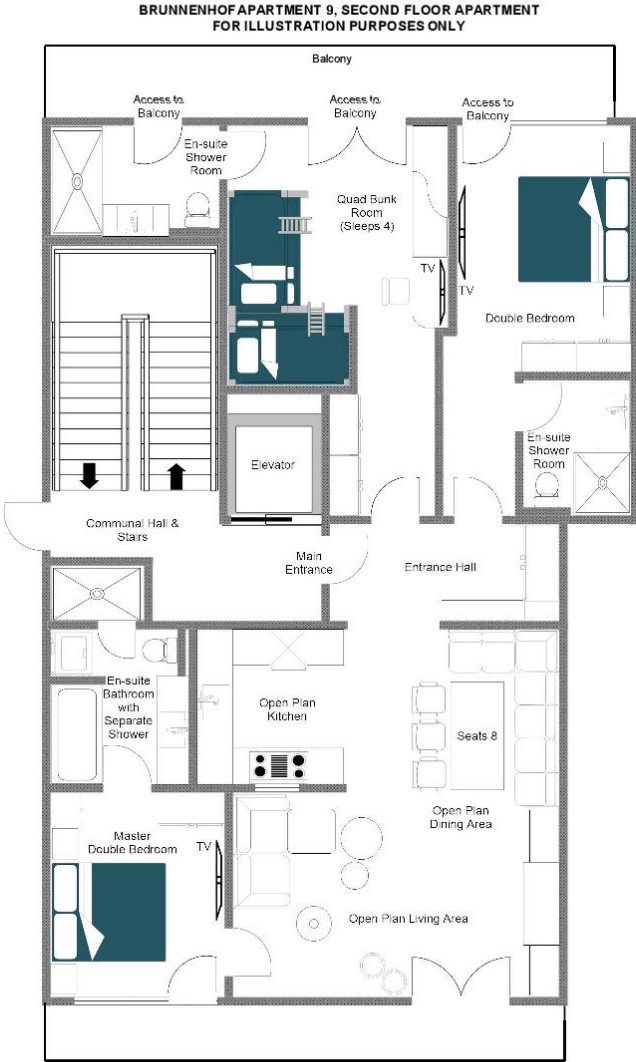 BRUNNENHOF APARTMENT 9, SECOND FLOOR APARTMENT
FOR ILLUSTRATION PURPOSES ONLY
Balcony
Access to
Balcony
Access to
Balcony
Access to
Balcony
En-suite
Shower
Room
Quad Bunk
Room
(Sleeps 4)
TV
TV
Double Bedroom
En-suite
Shower
Room
Elevator
Communal Hall &
Stairs
Main
Entrance
Entrance Hall
En-suite
Bathroom
with
Separate
Shower
Open Plan
Kitchen
Seats 8
Open Plan
Dining Area
Master
Double Bedroom
TV
Open Plan Living Area